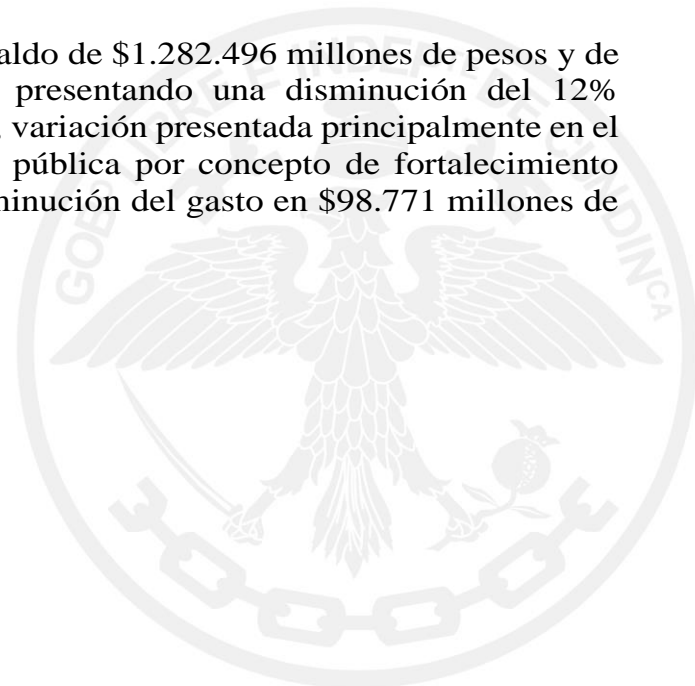 aldo de $1.282.496 millones de pesos y de
presentando una disminución del 12%
, variación presentada principalmente en el
pública por concepto de fortalecimiento
minución del gasto en $98.771 millones de